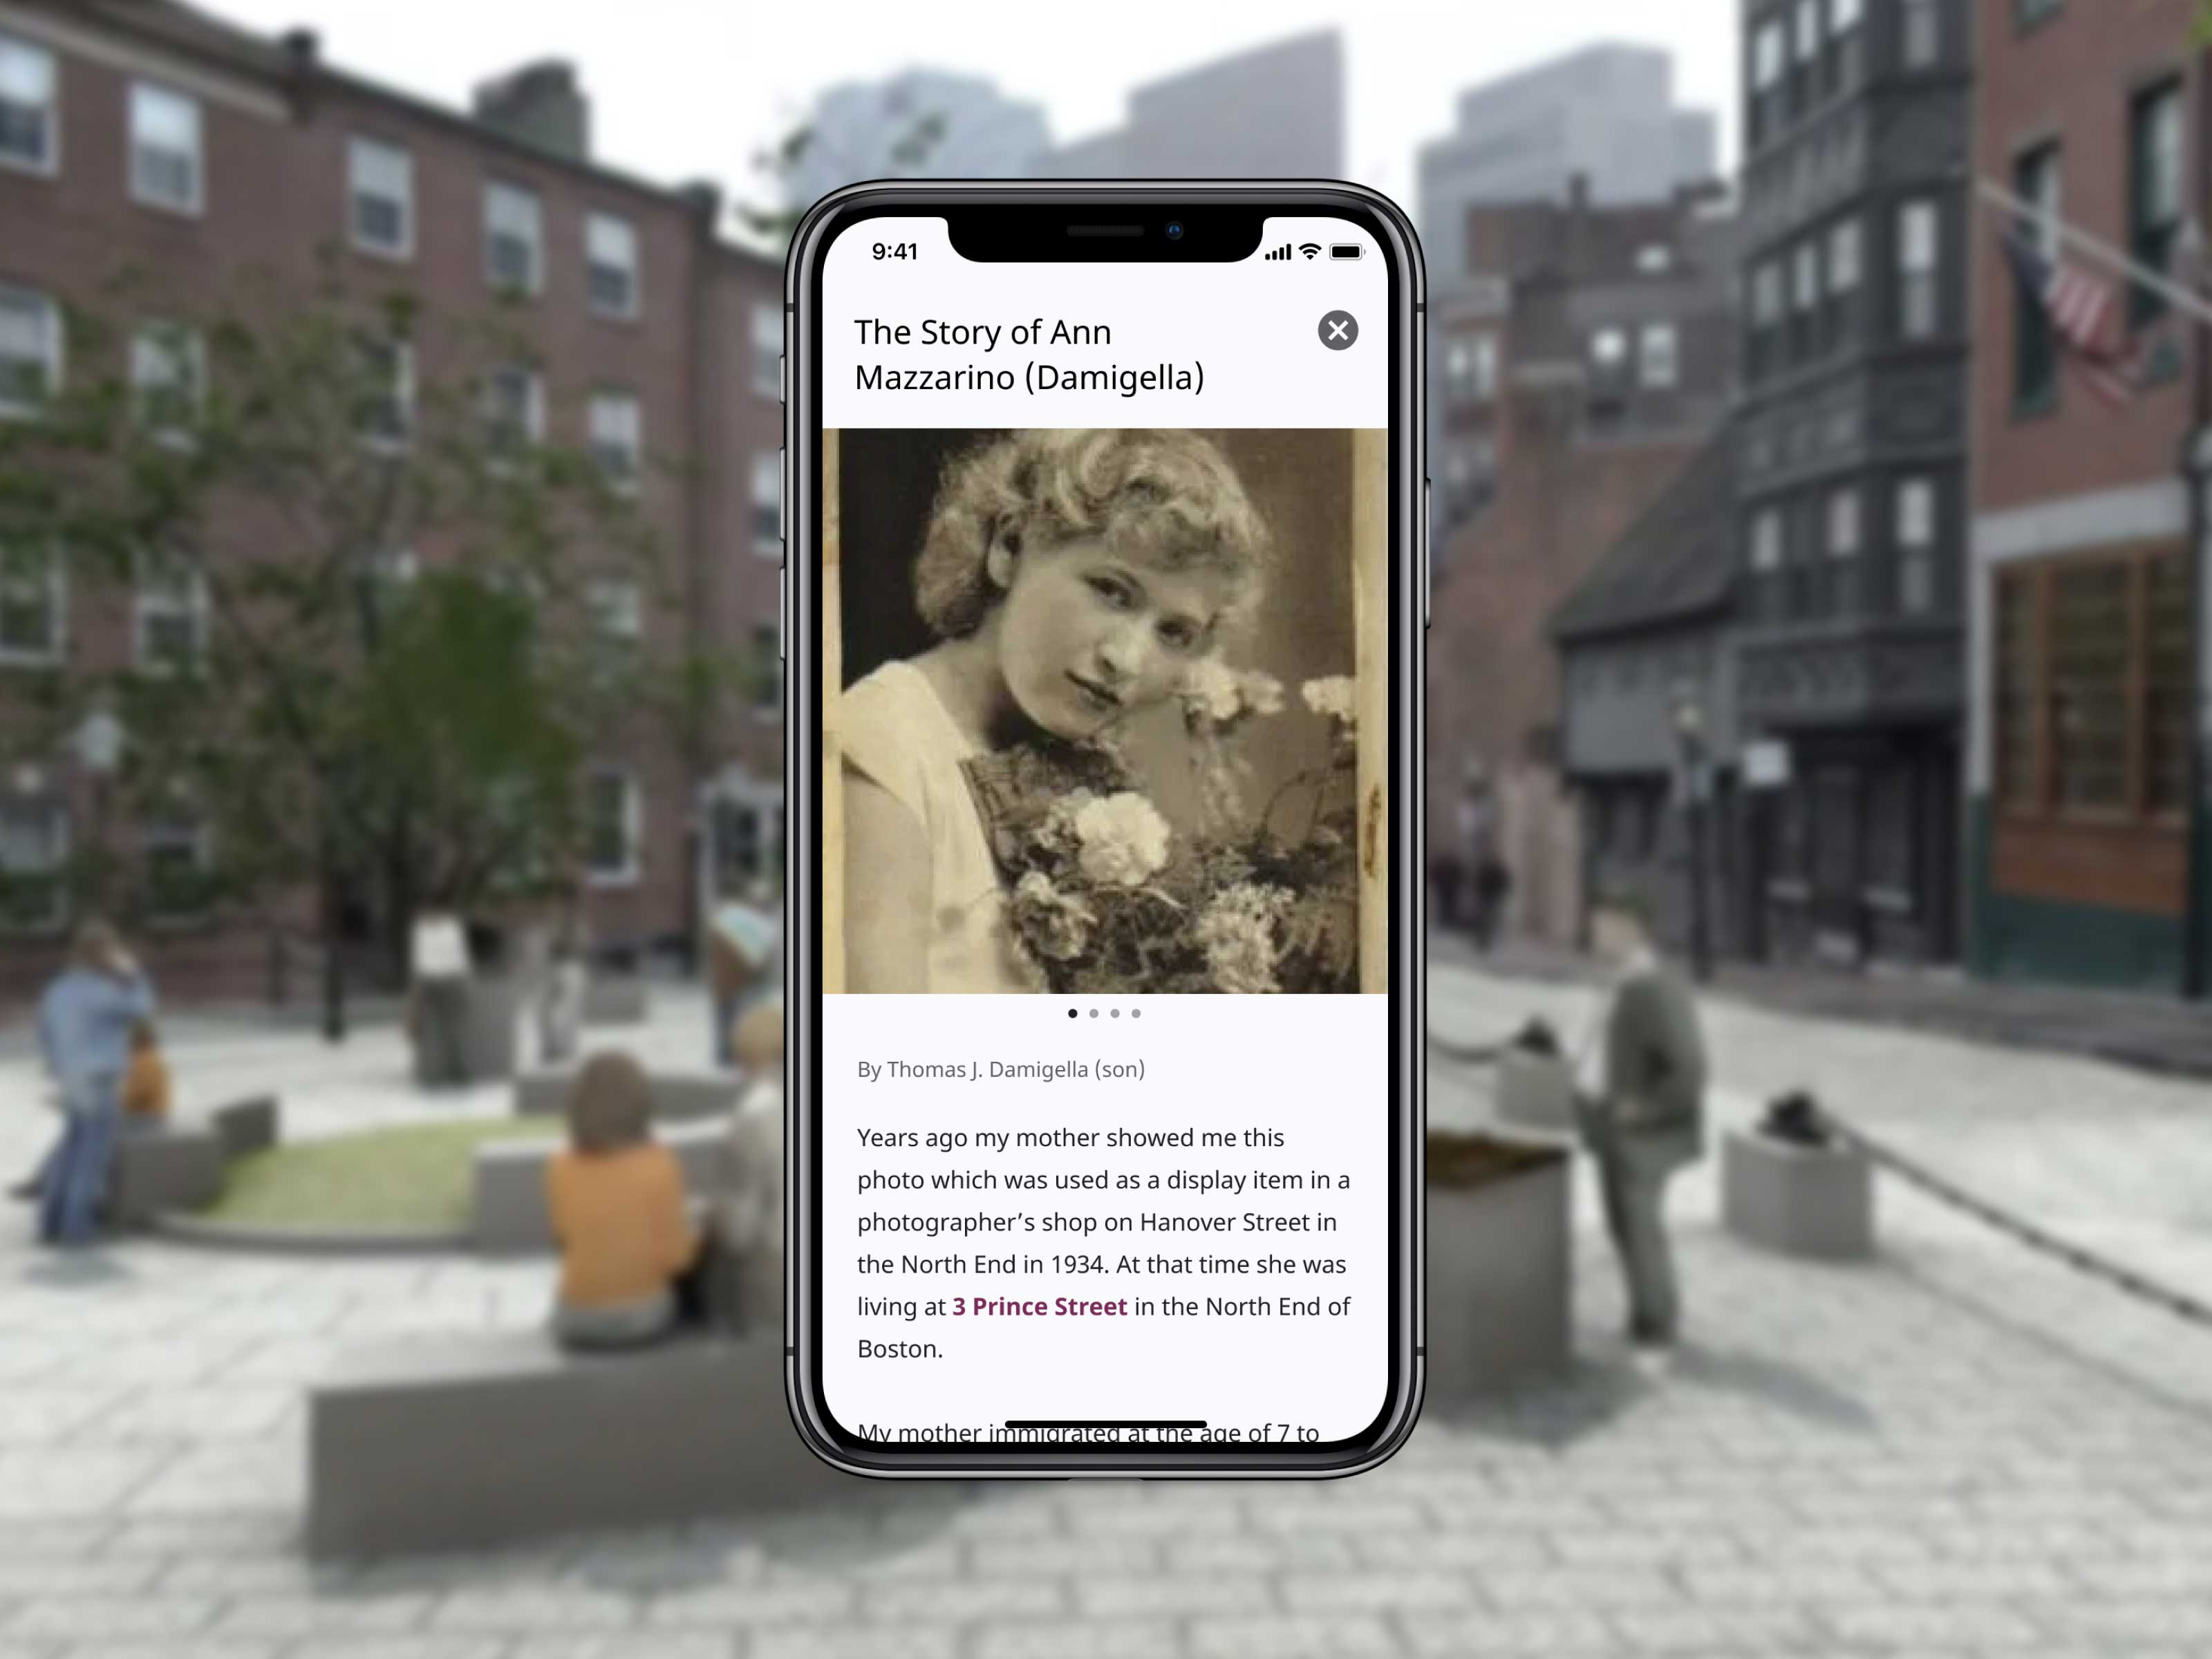 9:41
The Story of Ann
Mazzarino (Damigella)
By Thomas J. Damigella (son)
Years ago my mother showed me this
photo which was used as a display item in a
photographer’s shop on Hanover Street in
the North End in 1934. At that time she was
living at 3 Prince Street in the North End of
Boston.
My mother immigrated at the age of 7 to